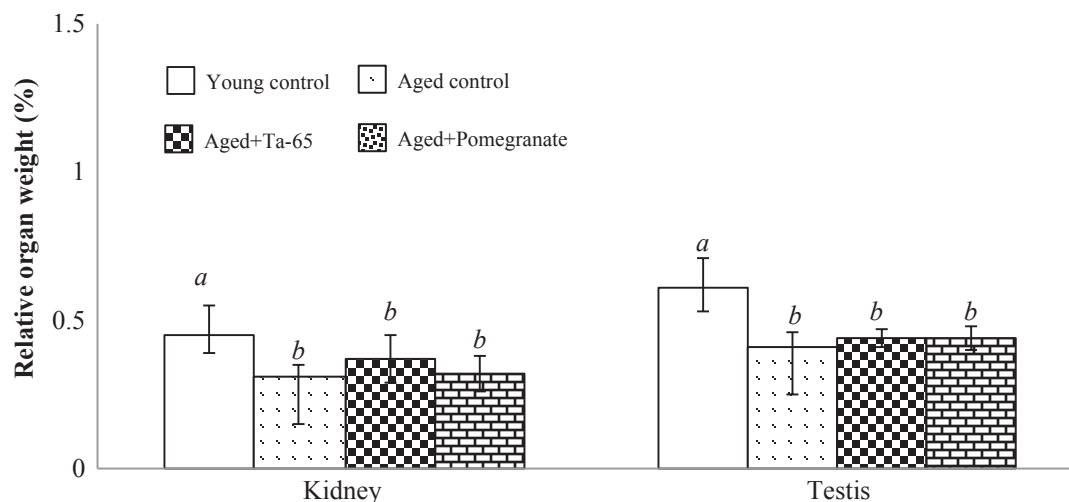 Relative organ weight (%)
1.5
1
0.5
0
Young control
Aged control
Aged+Ta-65
Aged+Pomegranate
a
b
b
b
a
b
b
b
Kidney
Testis